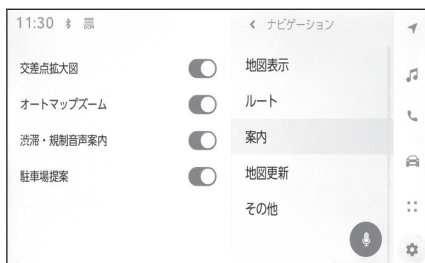 11:30
ナビゲーション
交差点拡大図
オートマップズーム
渋滞・規制音声案内
駐車場提案
地図表示
ルート
案内
地図更新
その他